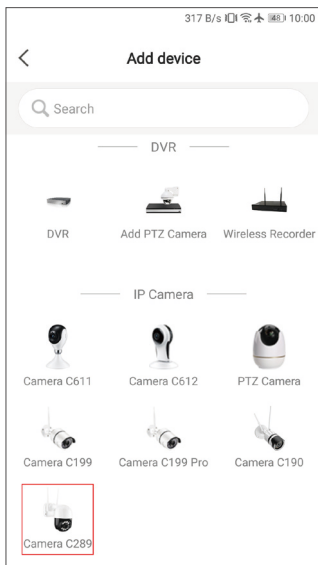 317 B/s 48 10:00
Add device
Search
DVR
DVR Add PTZ Camera Wireless Recorder
IP Camera
Camera C611 Camera C612 PTZ Camera
Camera C199 Camera C199 Pro Camera C190
Camera C289